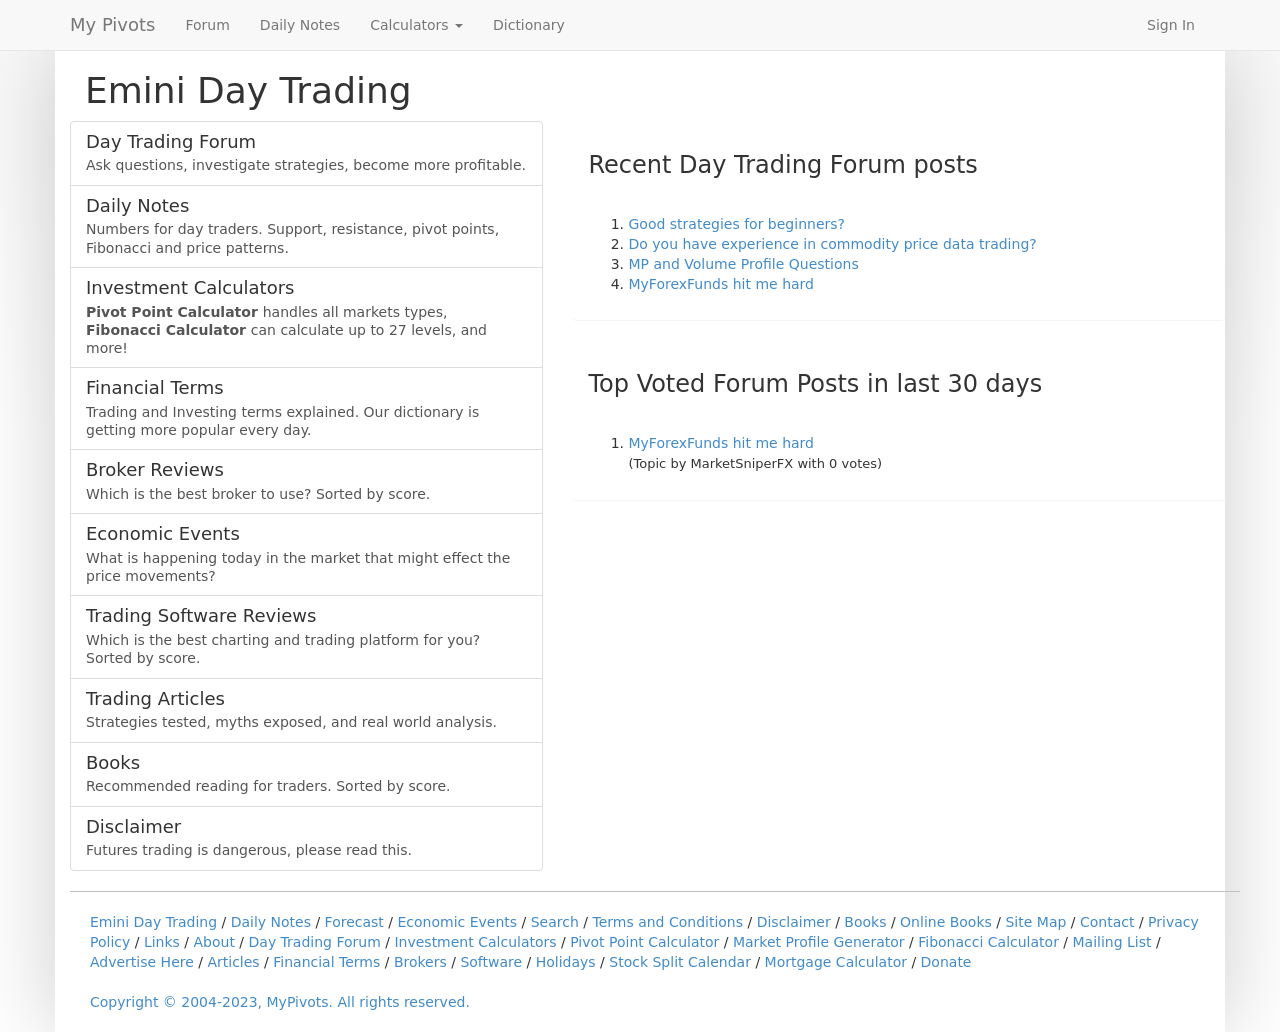 My Pivots Forum Daily Notes Calculators Dictionary Sign In
Emini Day Trading
Day Trading Forum
Ask questions, investigate strategies, become more profitable.
Daily Notes
Numbers for day traders. Support, resistance, pivot points,
Fibonacci and price patterns.
Investment Calculators
Pivot Point Calculator handles all markets types,
Fibonacci Calculator can calculate up to 27 levels, and
more!
Financial Terms
Trading and Investing terms explained. Our dictionary is
getting more popular every day.
Broker Reviews
Which is the best broker to use? Sorted by score.
Economic Events
What is happening today in the market that might effect the
price movements?
Trading Software Reviews
Which is the best charting and trading platform for you?
Sorted by score.
Trading Articles
Strategies tested, myths exposed, and real world analysis.
Books
Recommended reading for traders. Sorted by score.
Disclaimer
Futures trading is dangerous, please read this.
Recent Day Trading Forum posts
1. Good strategies for beginners?
2. Do you have experience in commodity price data trading?
3. MP and Volume Profile Questions
4. MyForexFunds hit me hard
Top Voted Forum Posts in last 30 days
1. MyForexFunds hit me hard
(Topic by MarketSniperFX with 0 votes)
Emini Day Trading / Daily Notes / Forecast / Economic Events / Search / Terms and Conditions / Disclaimer / Books / Online Books / Site Map / Contact / Privacy
Policy / Links / About / Day Trading Forum / Investment Calculators / Pivot Point Calculator / Market Profile Generator / Fibonacci Calculator / Mailing List /
Advertise Here / Articles / Financial Terms / Brokers / Software / Holidays / Stock Split Calendar / Mortgage Calculator / Donate
Copyright © 2004-2023, MyPivots. All rights reserved.